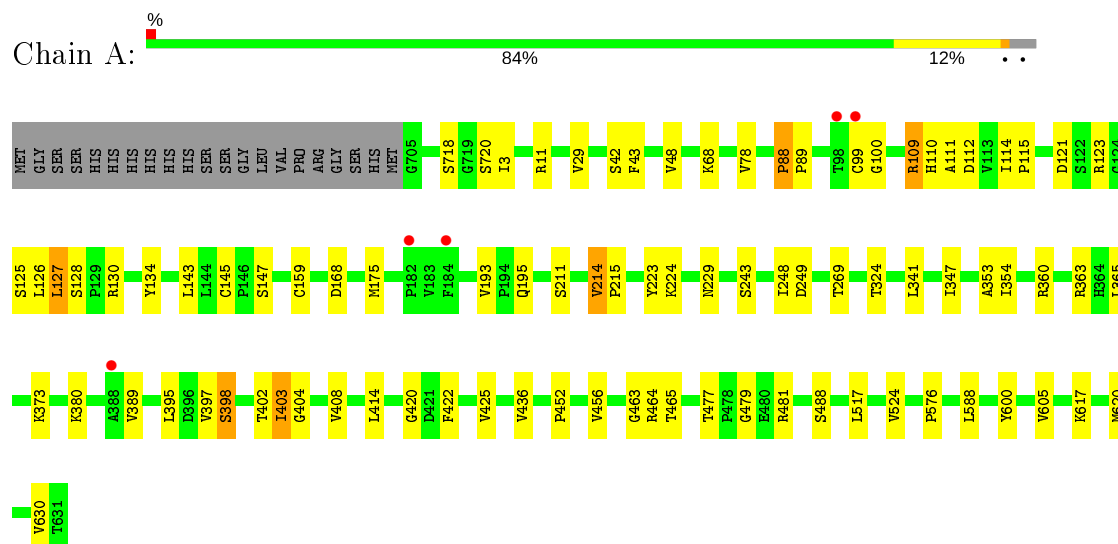 %
Chain A:
84% 12% • •
MET GLY SER SER HIS HIS HIS HIS HIS HIS SER SER GLY LEU VAL PRO ARG GLY SER HIS MET G705 S718 G719 S720 I3 R11 V29 S42 F43 V48 K68 V78 P88 P89 T98 C99 G100 R109 H110 A111 D112 V113 I114 P115 D121 S122 R123 G124
S125 L126 L127 S128 P129 R130 Y134 L143 L144 C145 P146 S147 C159 D168 M175 P182 V183 F184 V193 P194 Q195 S211 V214 P215 Y223 K224 N229 S243 I248 D249 T269 T324 L341 I347 A353 I354 R360 R363 H364 L365
K373 K380 A388 V389 L395 D396 V397 S398 T402 I403 G404 V408 L414 G420 D421 F422 V425 V436 P452 V456 G463 R464 T465 T477 P478 G479 E480 R481 S488 L517 V524 P576 L588 Y600 V605 K617 M620
V630 T631